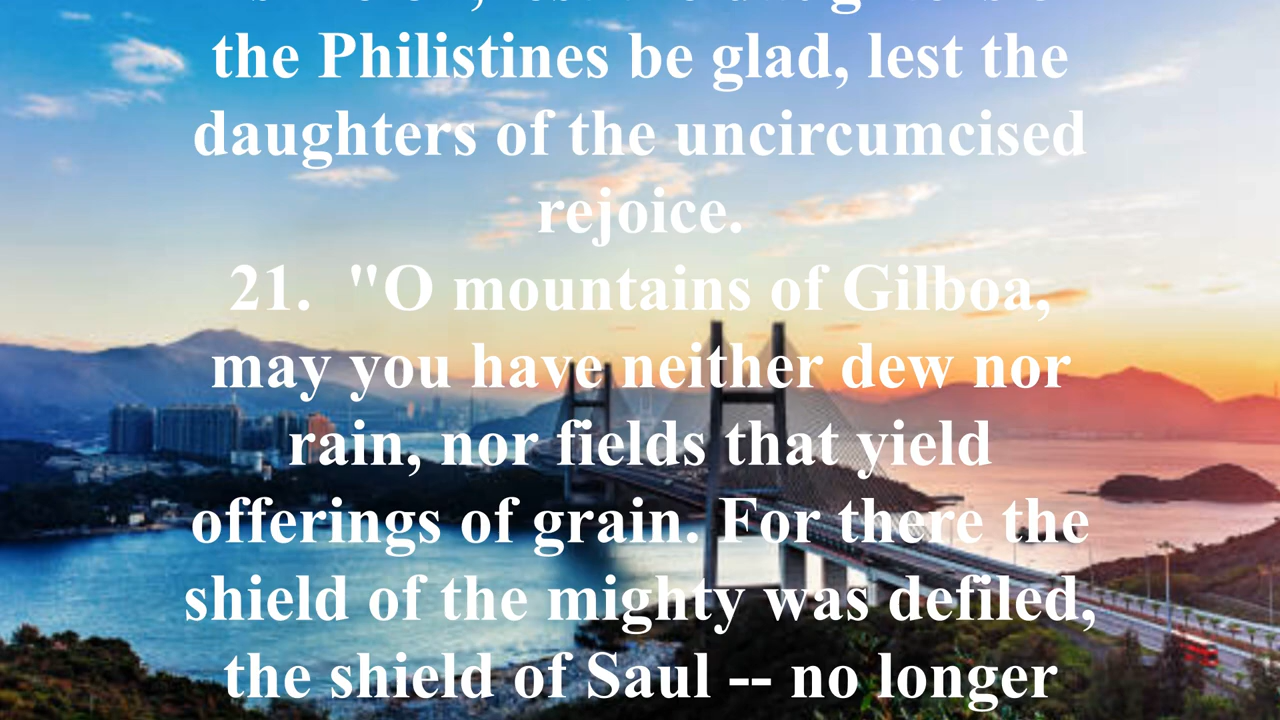 the Philistines be glad, lest the
daughters of the uncircumcised
rejoice.
21. "O mountains of Gilboa,
may you have neither dew nor
rain, nor fields that yield
offerings of grain. For there the
shield of the mighty was defiled,
the shield of Saul -- no longer